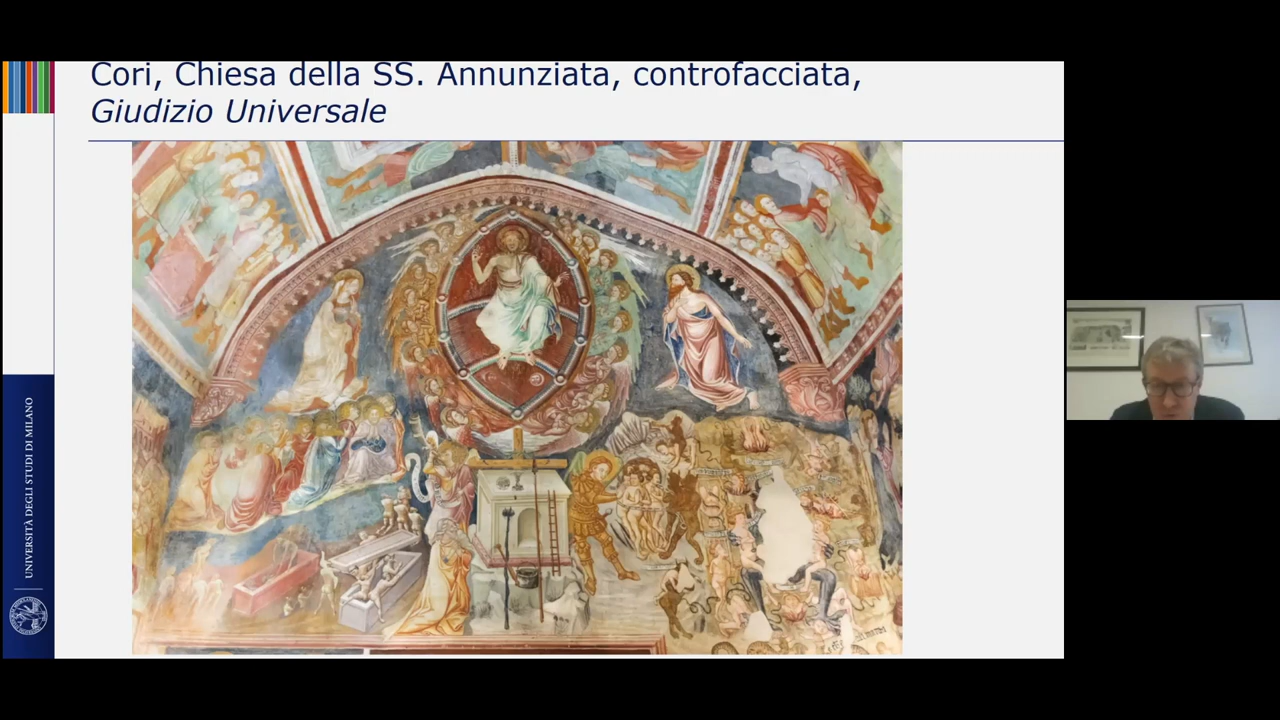 Cori, Chiesa della SS. Annunziata, controfacciata,
Giudizio Universale
UNIVERSITÀ DEGLI STUDI DI MILANO